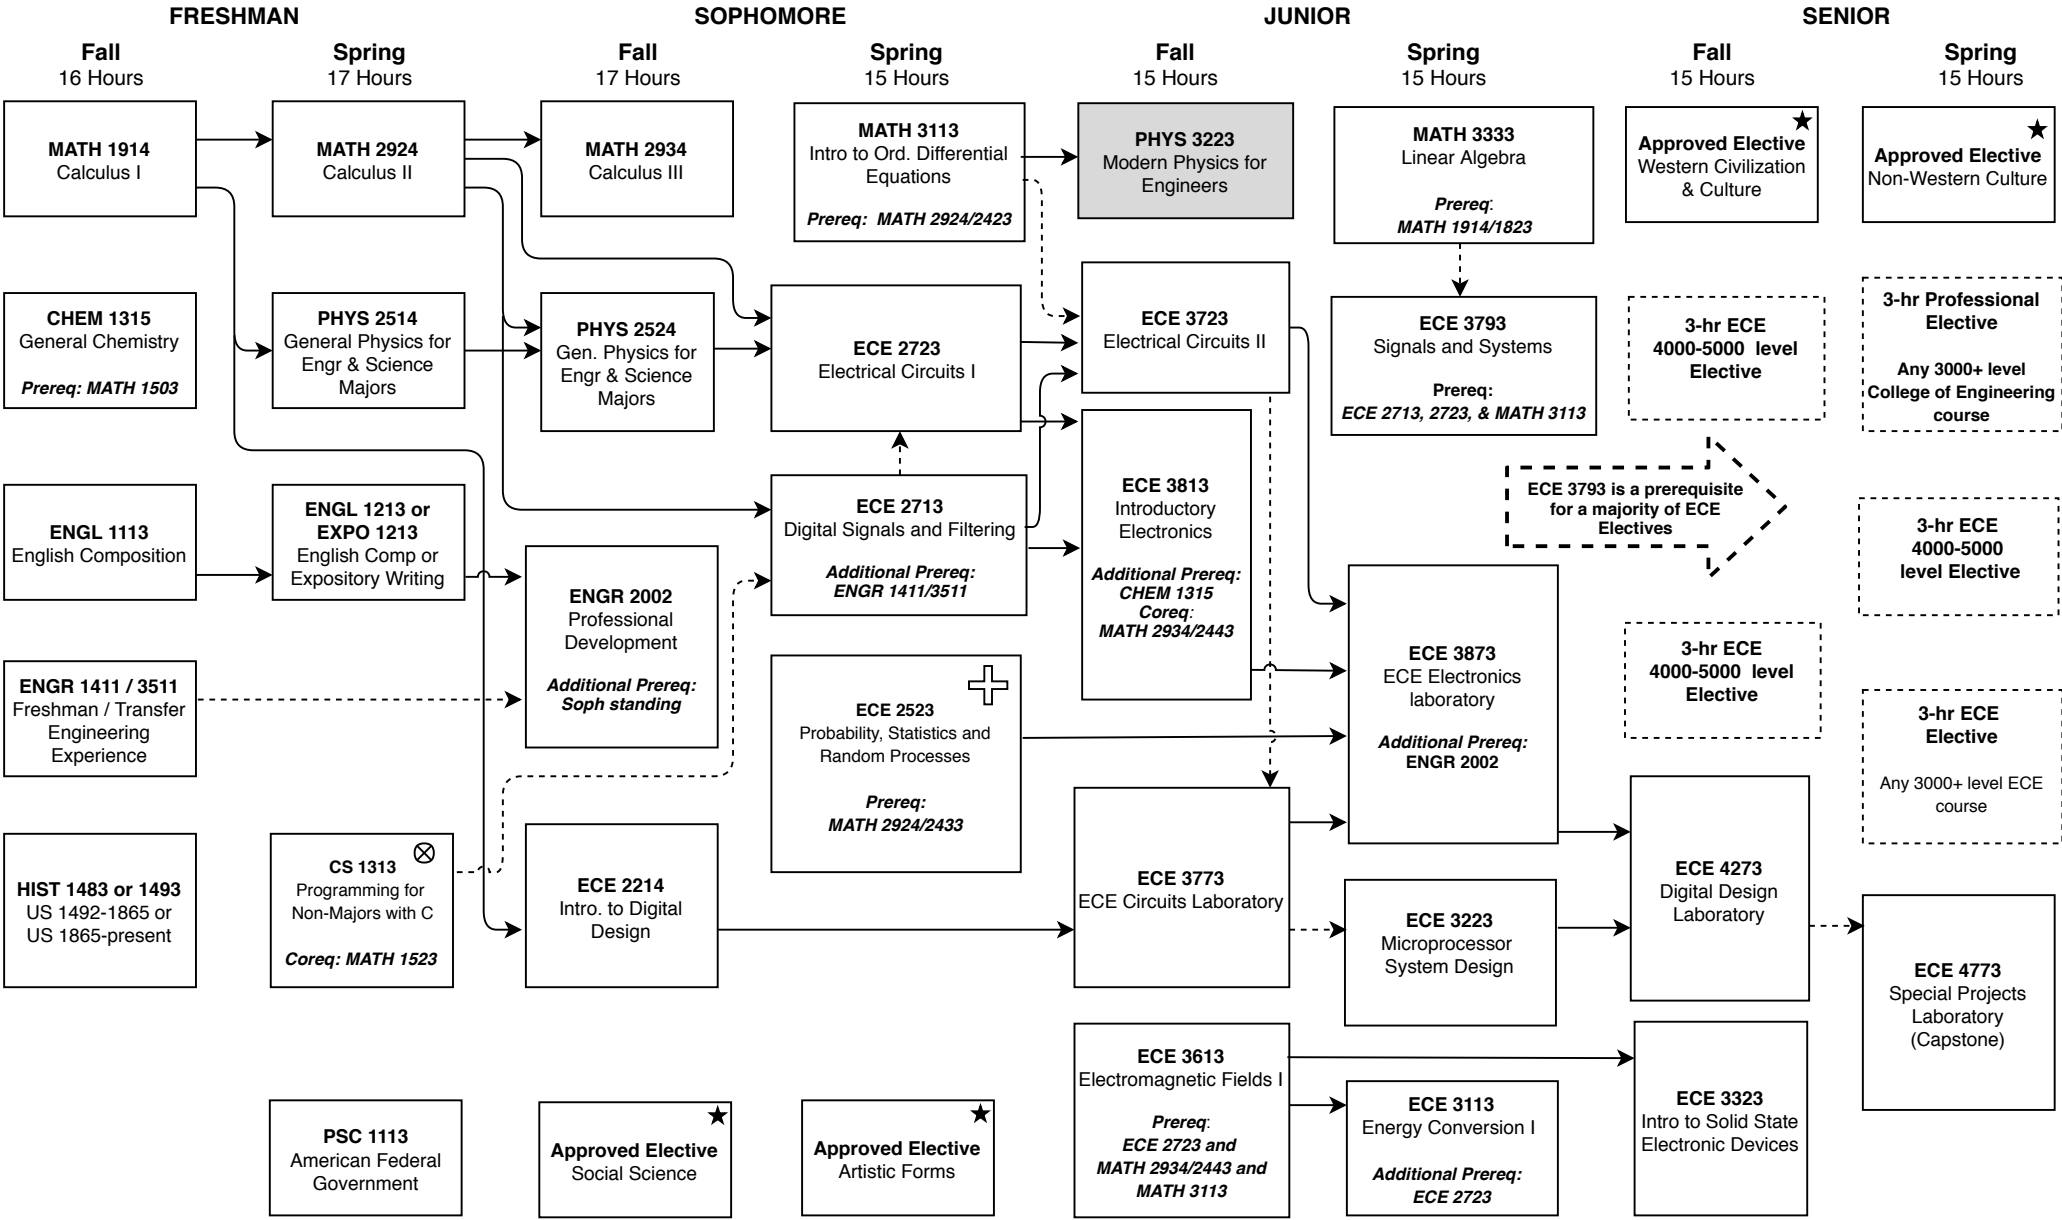 FRESHMAN
SOPHOMORE
JUNIOR
SENIOR
Fall
16 Hours
Spring
17 Hours
Fall
17 Hours
Spring
15 Hours
Fall
15 Hours
Spring
15 Hours
Fall
15 Hours
Spring
15 Hours
MATH 1914
Calculus I
MATH 2924
Calculus II
MATH 2934
Calculus III
MATH 3113
Intro to Ord. Differential
Equations
Prereq: MATH 2924/2423
PHYS 3223
Modern Physics for
Engineers
MATH 3333
Linear Algebra
Prereq:
MATH 1914/1823
Approved Elective
Western Civilization
& Culture
Approved Elective
Non-Western Culture
CHEM 1315
General Chemistry
Prereq: MATH 1503
PHYS 2514
General Physics for
Engr & Science
Majors
PHYS 2524
Gen. Physics for
Engr & Science
Majors
ECE 2723
Electrical Circuits I
ECE 3723
Electrical Circuits II
ECE 3793
Signals and Systems
Prereq:
ECE 2713, 2723, & MATH 3113
3-hr ECE
4000-5000 level
Elective
3-hr Professional
Elective
Any 3000+ level
College of Engineering
course
ENGL 1113
English Composition
ENGL 1213 or
EXPO 1213
English Comp or
Expository Writing
ENGR 2002
Professional
Development
Additional Prereq:
Soph standing
ECE 2713
Digital Signals and Filtering
Additional Prereq:
ENGR 1411/3511
ECE 3813
Introductory
Electronics
Additional Prereq:
CHEM 1315
Coreq:
MATH 2934/2443
ECE 3793 is a prerequisite
for a majority of ECE
Electives
3-hr ECE
4000-5000
level Elective
ENGR 1411 / 3511
Freshman / Transfer
Engineering
Experience
ECE 2523
Probability, Statistics and
Random Processes
Prereq:
MATH 2924/2433
ECE 3873
ECE Electronics
laboratory
Additional Prereq:
ENGR 2002
3-hr ECE
4000-5000 level
Elective
3-hr ECE
Elective
Any 3000+ level ECE
course
HIST 1483 or 1493
US 1492-1865 or
US 1865-present
CS 1313
Programming for
Non-Majors with C
Coreq: MATH 1523
ECE 2214
Intro. to Digital
Design
ECE 3773
ECE Circuits Laboratory
ECE 3223
Microprocessor
System Design
ECE 4273
Digital Design
Laboratory
ECE 4773
Special Projects
Laboratory
(Capstone)
PSC 1113
American Federal
Government
Approved Elective
Social Science
Approved Elective
Artistic Forms
ECE 3613
Electromagnetic Fields I
Prereq:
ECE 2723 and
MATH 2934/2443 and
MATH 3113
ECE 3113
Energy Conversion I
Additional Prereq:
ECE 2723
ECE 3323
Intro to Solid State
Electronic Devices